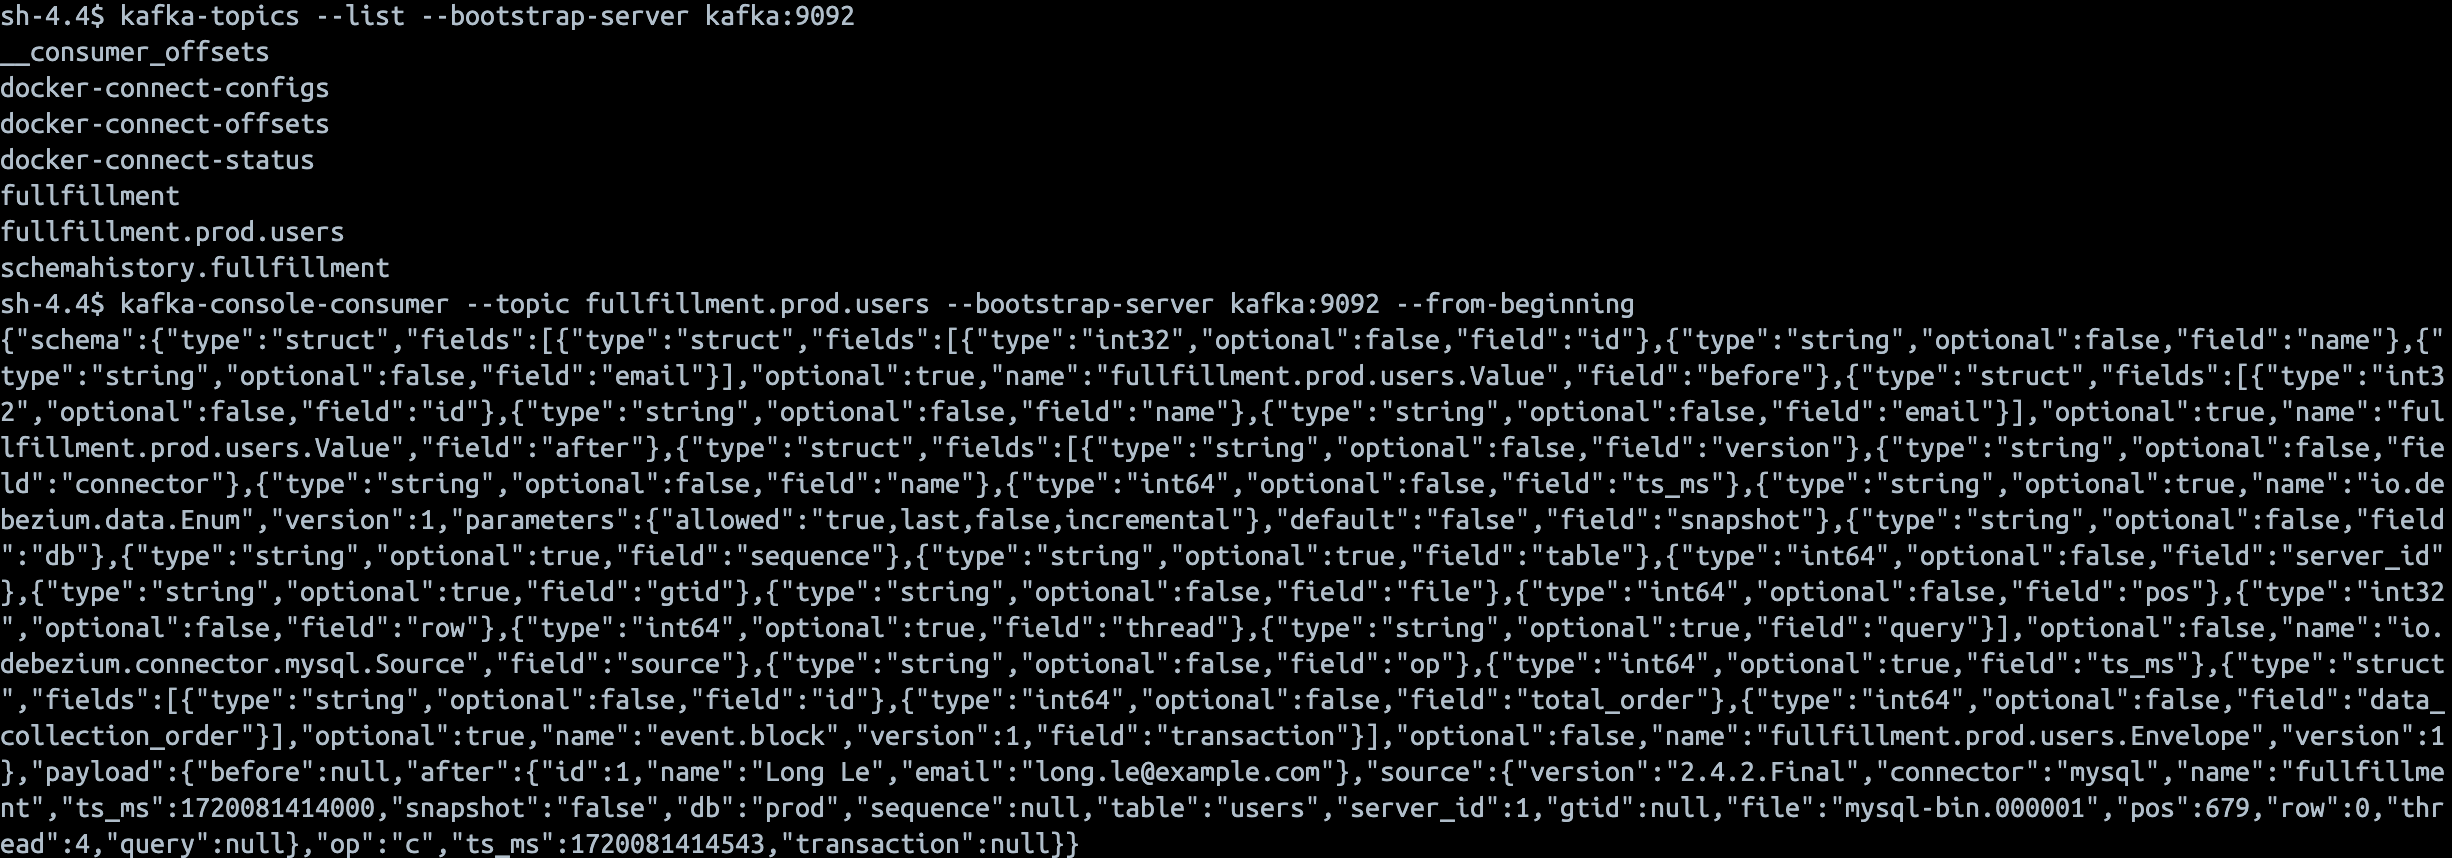 sh-4.4$ kafka-topics --list --bootstrap-server kafka:9092
__consumer_offsets
docker-connect-configs
docker-connect-offsets
docker-connect-status
fullfillment
fullfillment.prod.users
schemahistory.fullfillment
sh-4.4$ kafka-console-consumer --topic fullfillment.prod.users --bootstrap-server kafka:9092 --from-beginning
{"schema":{"type":"struct","fields":[{"type":"struct","fields":[{"type":"int32","optional":false,"field":"id"},{"type":"string","optional":false,"field":"name"},{"
type":"string","optional":false,"field":"email"}],"optional":true,"name":"fullfillment.prod.users.Value","field":"before"},{"type":"struct","fields":[{"type":"int3
2","optional":false,"field":"id"},{"type":"string","optional":false,"field":"name"},{"type":"string","optional":false,"field":"email"}],"optional":true,"name":"ful
lfillment.prod.users.Value","field":"after"},{"type":"struct","fields":[{"type":"string","optional":false,"field":"version"},{"type":"string","optional":false,"fie
ld":"connector"},{"type":"string","optional":false,"field":"name"},{"type":"int64","optional":false,"field":"ts_ms"},{"type":"string","optional":true,"name":"io.de
bezium.data.Enum","version":1,"parameters":{"allowed":"true,last,false,incremental"},"default":"false","field":"snapshot"},{"type":"string","optional":false,"field
":"db"},{"type":"string","optional":true,"field":"sequence"},{"type":"string","optional":true,"field":"table"},{"type":"int64","optional":false,"field":"server_id"
},{"type":"string","optional":true,"field":"gtid"},{"type":"string","optional":false,"field":"file"},{"type":"int64","optional":false,"field":"pos"},{"type":"int32
","optional":false,"field":"row"},{"type":"int64","optional":true,"field":"thread"},{"type":"string","optional":true,"field":"query"}],"optional":false,"name":"io.
debezium.connector.mysql.Source","field":"source"},{"type":"string","optional":false,"field":"op"},{"type":"int64","optional":true,"field":"ts_ms"},{"type":"struct
","fields":[{"type":"string","optional":false,"field":"id"},{"type":"int64","optional":false,"field":"total_order"},{"type":"int64","optional":false,"field":"data_
collection_order"}],"optional":true,"name":"event.block","version":1,"field":"transaction"}],"optional":false,"name":"fullfillment.prod.users.Envelope","version":1
},"payload":{"before":null,"after":{"id":1,"name":"Long Le","email":"long.le@example.com"},"source":{"version":"2.4.2.Final","connector":"mysql","name":"fullfillme
nt","ts_ms":1720081414000,"snapshot":"false","db":"prod","sequence":null,"table":"users","server_id":1,"gtid":null,"file":"mysql-bin.000001","pos":679,"row":0,"thr
ead":4,"query":null},"op":"c","ts_ms":1720081414543,"transaction":null}}